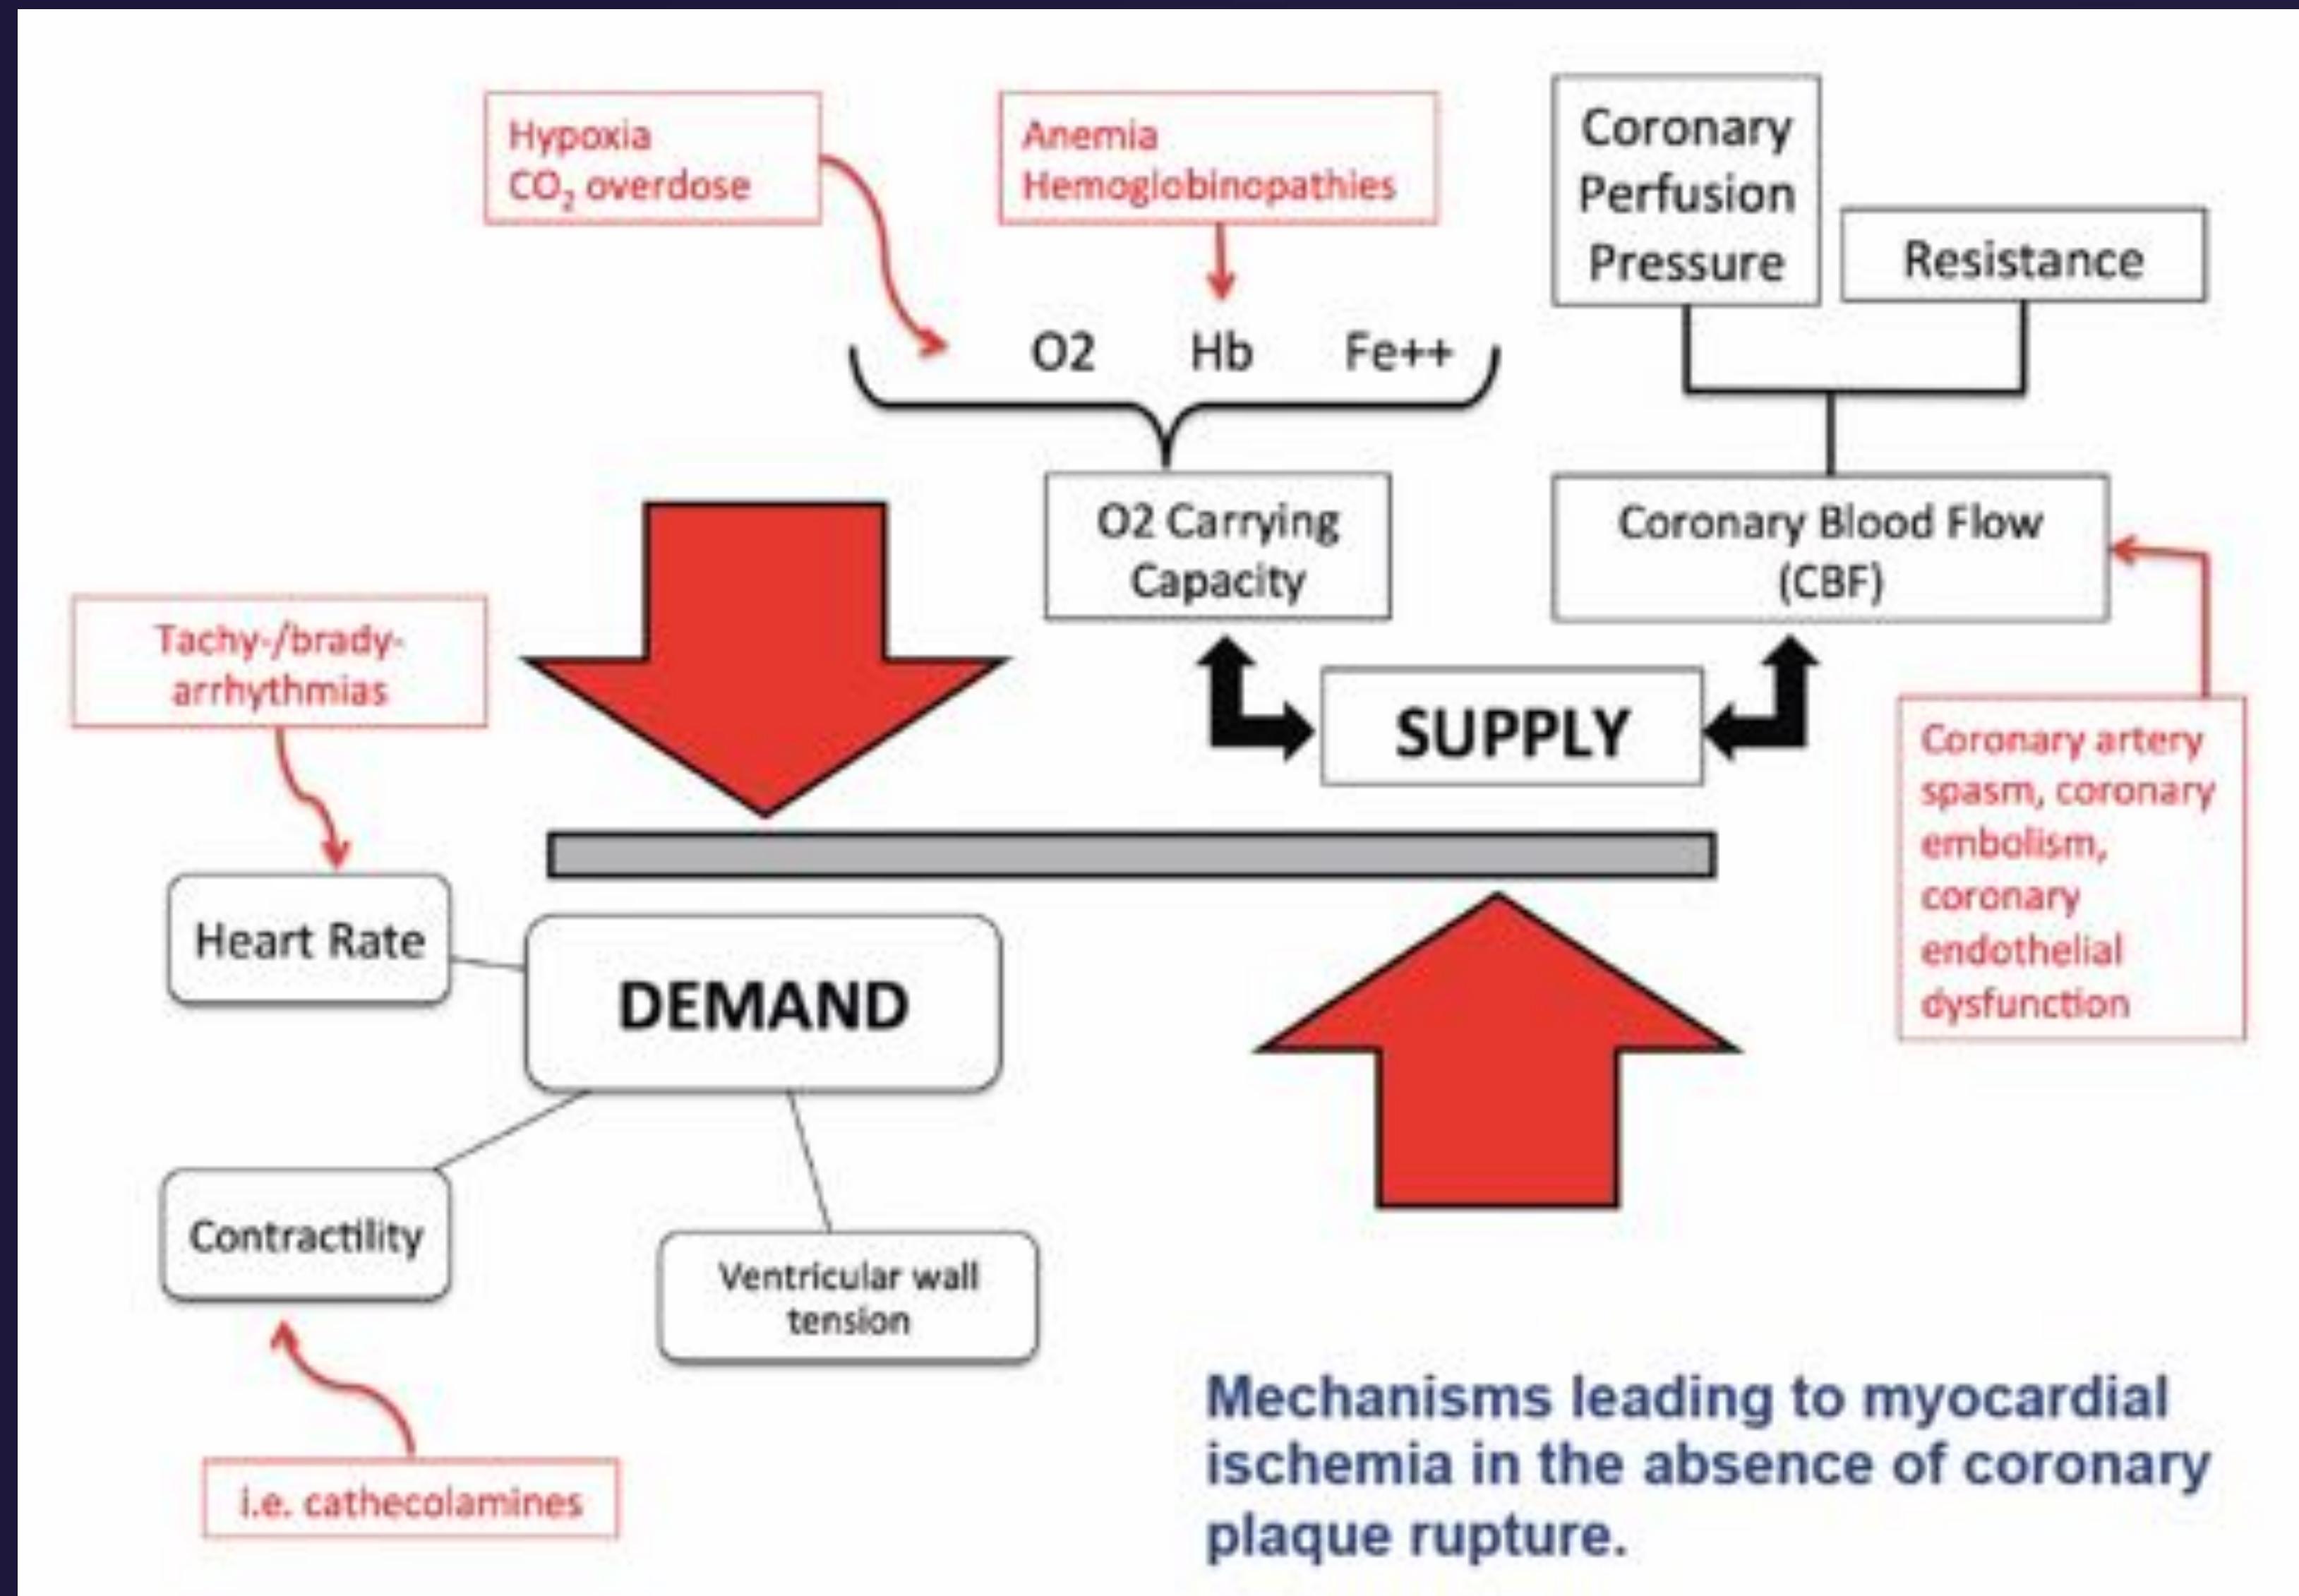 Hypoxia
CO₂ overdose
Anemia
Hemoglobinopathies
Coronary
Perfusion
Pressure
Resistance
O2 Hb Fe++
O2 Carrying
Capacity
Coronary Blood Flow
(CBF)
Tachy-/brady-
arrhythmias
SUPPLY
Coronary artery
spasm, coronary
embolism,
coronary
endothelial
dysfunction
Heart Rate
DEMAND
Contractility
Ventricular wall
tension
i.e. cathecolamines
Mechanisms leading to myocardial
ischemia in the absence of coronary
plaque rupture.